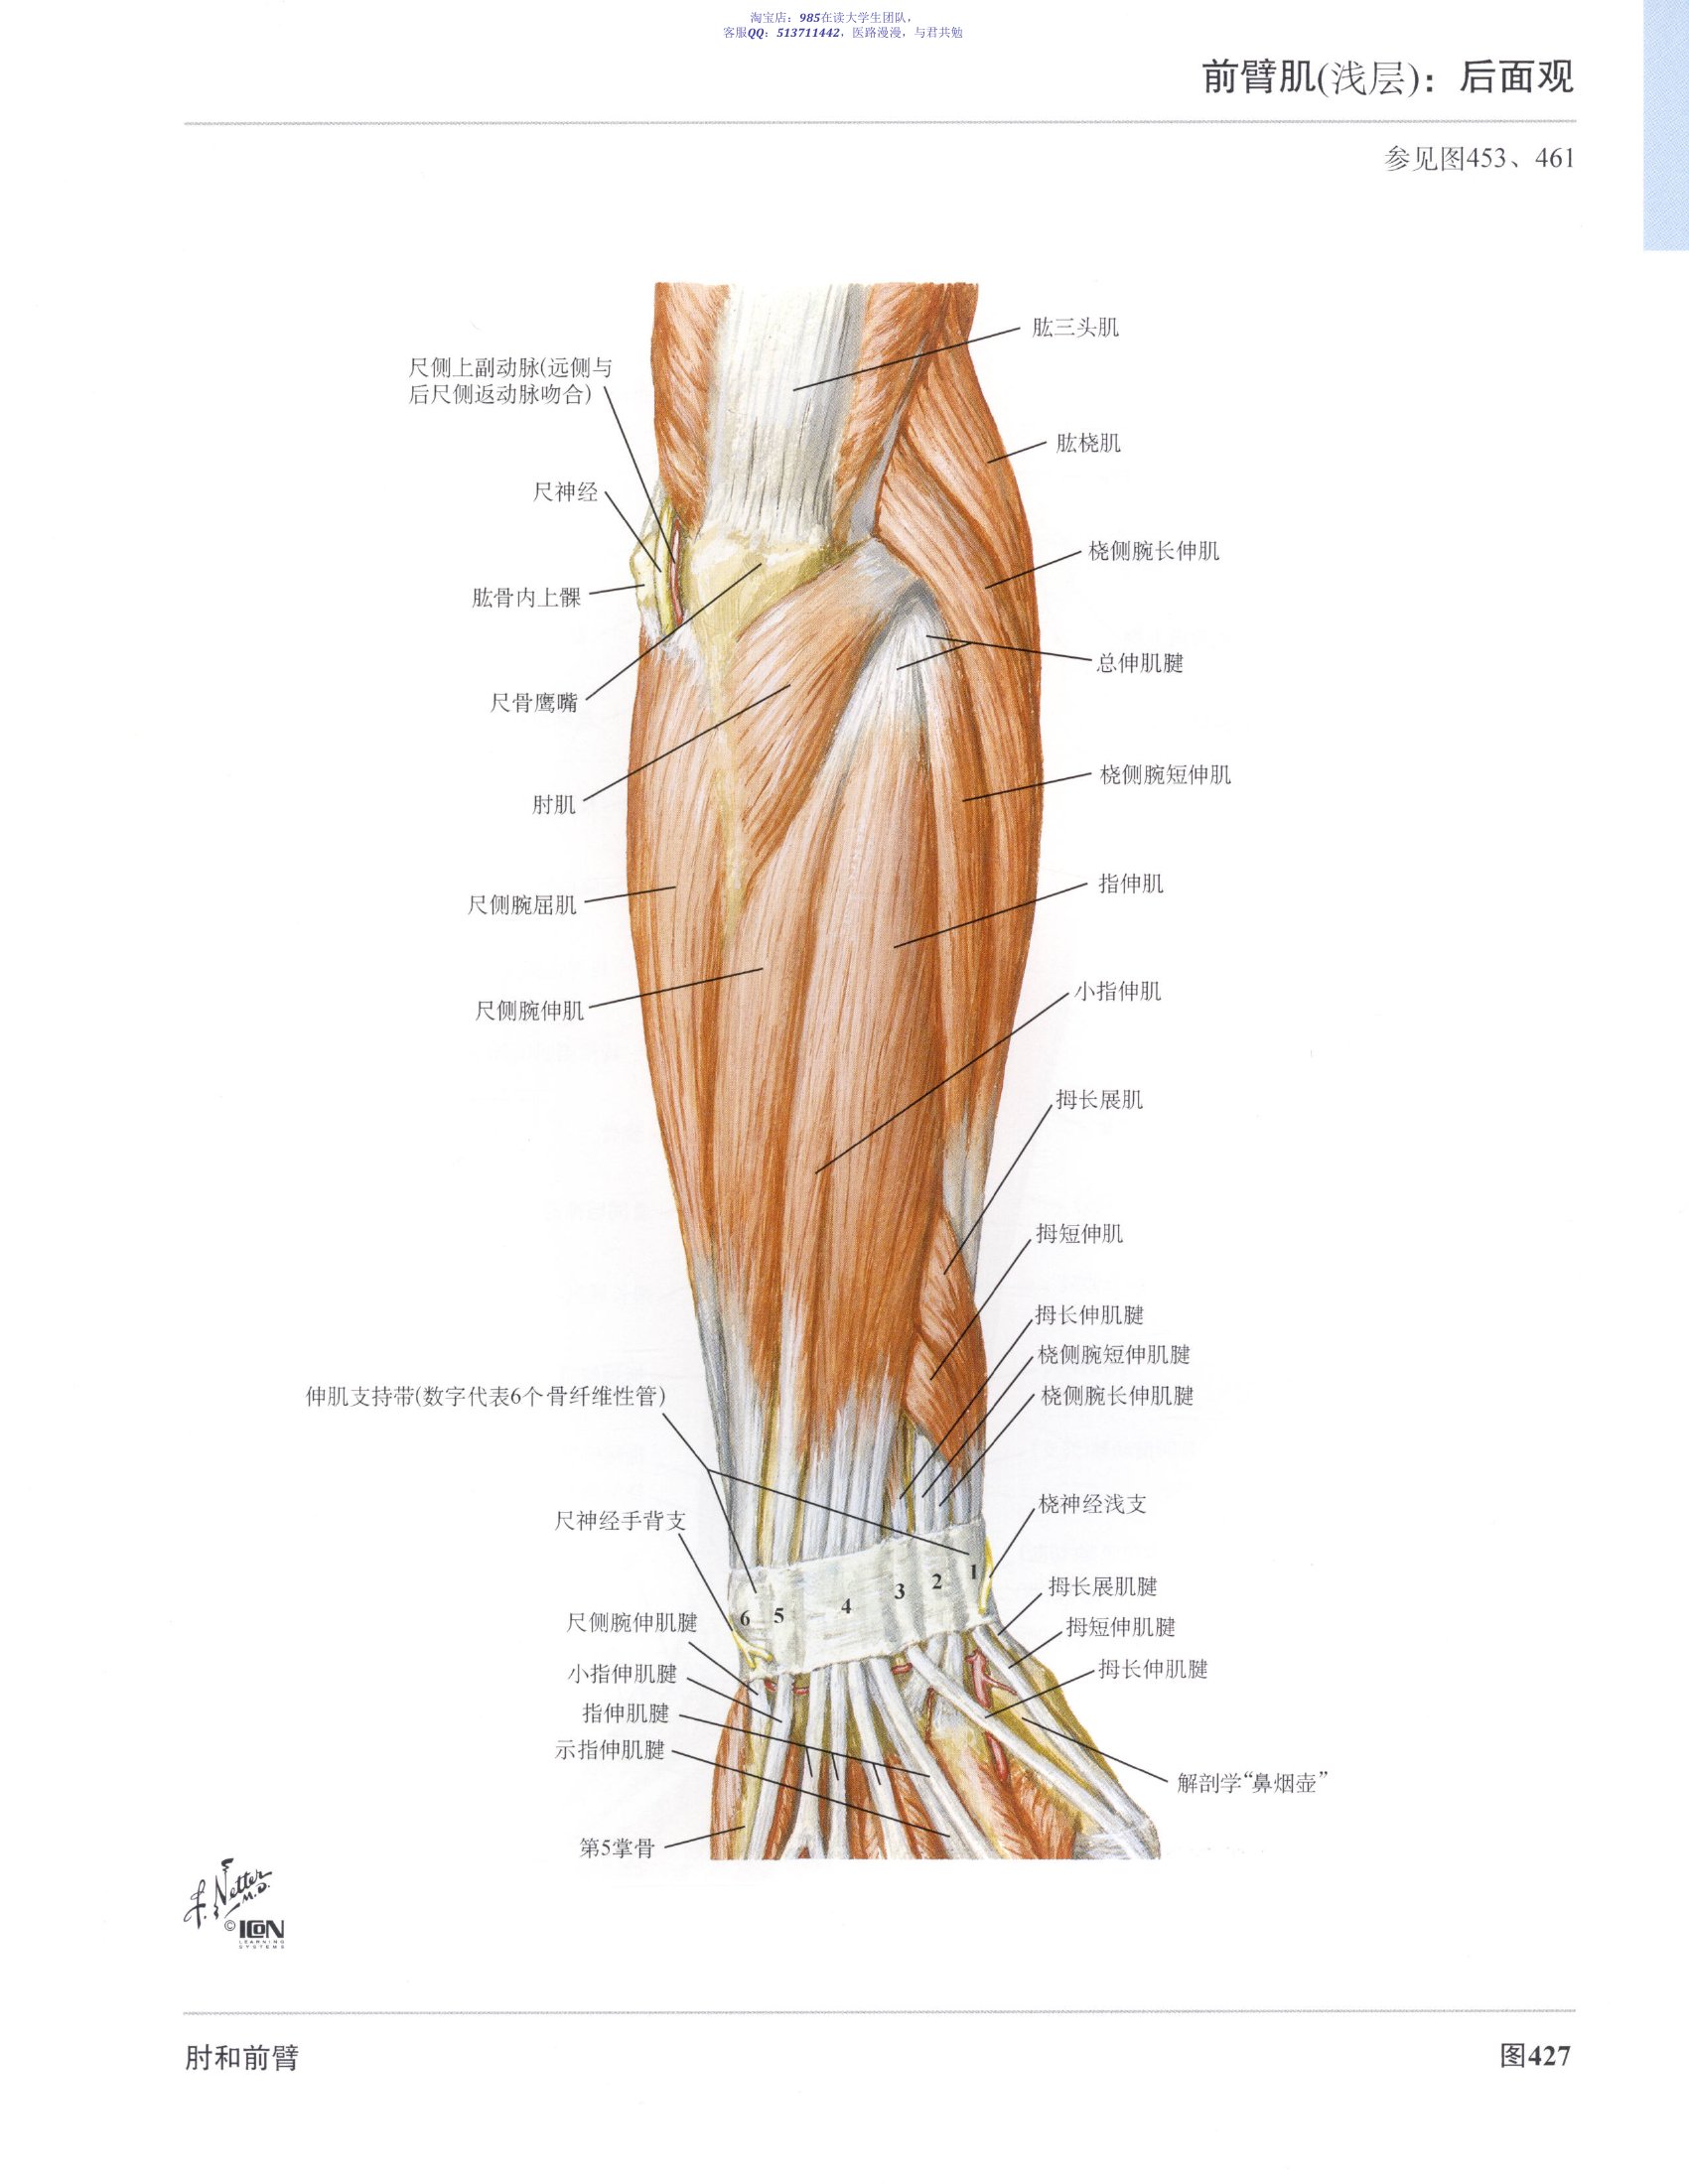 淘宝店：985在读大学生团队，
客服QQ：513711442，医路漫漫，与君共勉
前臂肌(浅层)：后面观
参见图453、461
肱三头肌
尺侧上副动脉(远侧与
后尺侧返动脉吻合)
肱桡肌
尺神经
桡侧腕长伸肌
肱骨内上髁
总伸肌腱
尺骨鹰嘴
桡侧腕短伸肌
肘肌
指伸肌
尺侧腕屈肌
小指伸肌
尺侧腕伸肌
拇长展肌
拇短伸肌
拇长伸肌腱
桡侧腕短伸肌腱
伸肌支持带(数字代表6个骨纤维性管)
桡侧腕长伸肌腱
桡神经浅支
尺神经手背支
6 5 4 3 2 1
拇长展肌腱
尺侧腕伸肌腱
拇短伸肌腱
小指伸肌腱
拇长伸肌腱
指伸肌腱
示指伸肌腱
解剖学“鼻烟壶”
第5掌骨
F. Netter
M.D.
© ICON
LEARNING
SYSTEMS
肘和前臂
图427